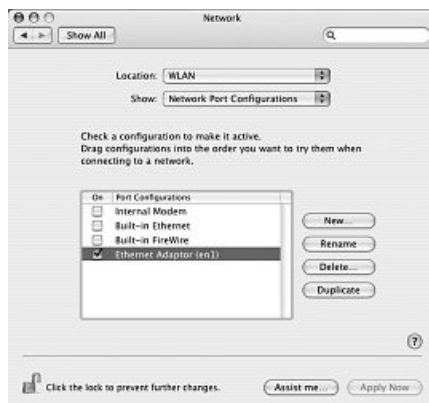 Network
Show All
Location: WLAN
Show: Network Port Configurations
Check a configuration to make it active.
Drag configurations into the order you want to try them when
connecting to a network.
On Port Configurations
Internal Modem
Built-in Ethernet
Built-in FireWire
Ethernet Adaptor (en1)
New...
Rename
Delete...
Duplicate
?
Click the lock to prevent further changes.
Assist me...
Apply Now